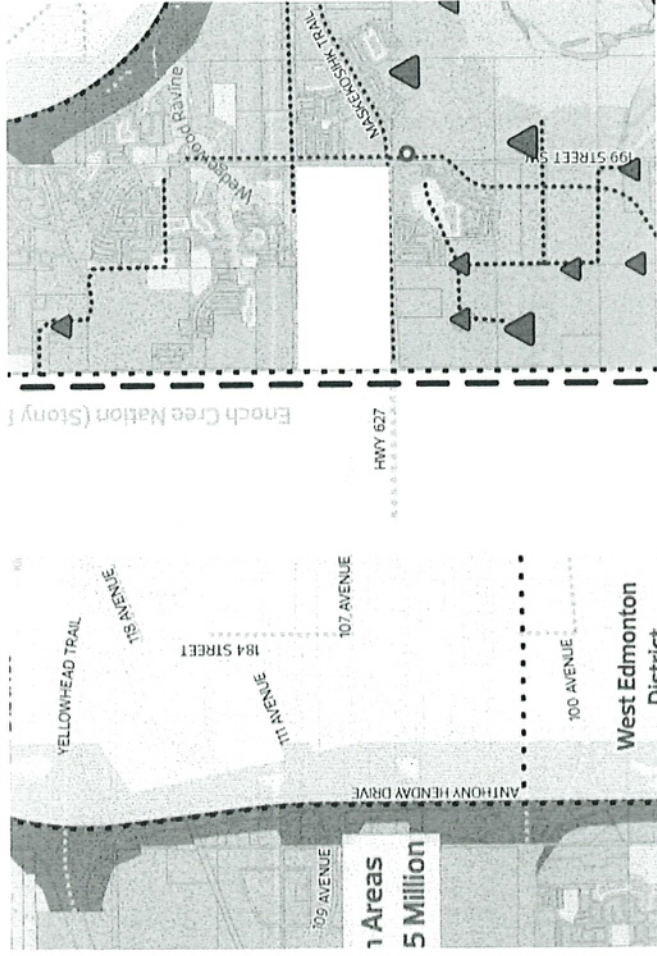 Wedgewood Ravine
MASKEKOSIHK TRAIL
199 STREET SW
Enoch Cree Nation (Stony
HWY 627
YELLOWHEAD TRAIL
118 AVENUE
184 STREET
107 AVENUE
111 AVENUE
ANTHONY HENDAY DRIVE
109 AVENUE
100 AVENUE
Areas
5 Million
West Edmonton
District